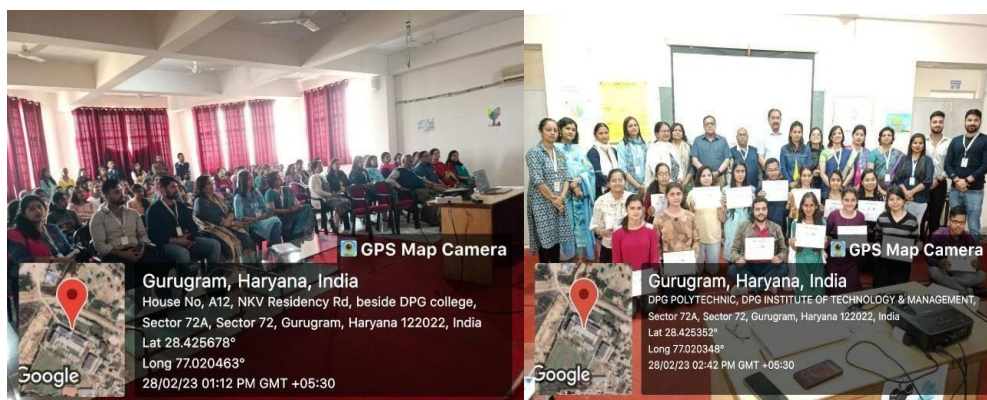 GPS Map Camera
Gurugram, Haryana, India
House No, A12, NKV Residency Rd, beside DPG college,
Sector 72A, Sector 72, Gurugram, Haryana 122022, India
Lat 28.425678°
Long 77.020463°
28/02/23 01:12 PM GMT +05:30
Google
GPS Map Camera
Gurugram, Haryana, India
DPG POLYTECHNIC, DPG INSTITUTE OF TECHNOLOGY & MANAGEMENT,
Sector 72A, Sector 72, Gurugram, Haryana 122022, India
Lat 28.425352°
Long 77.020348°
28/02/23 02:42 PM GMT +05:30
Google